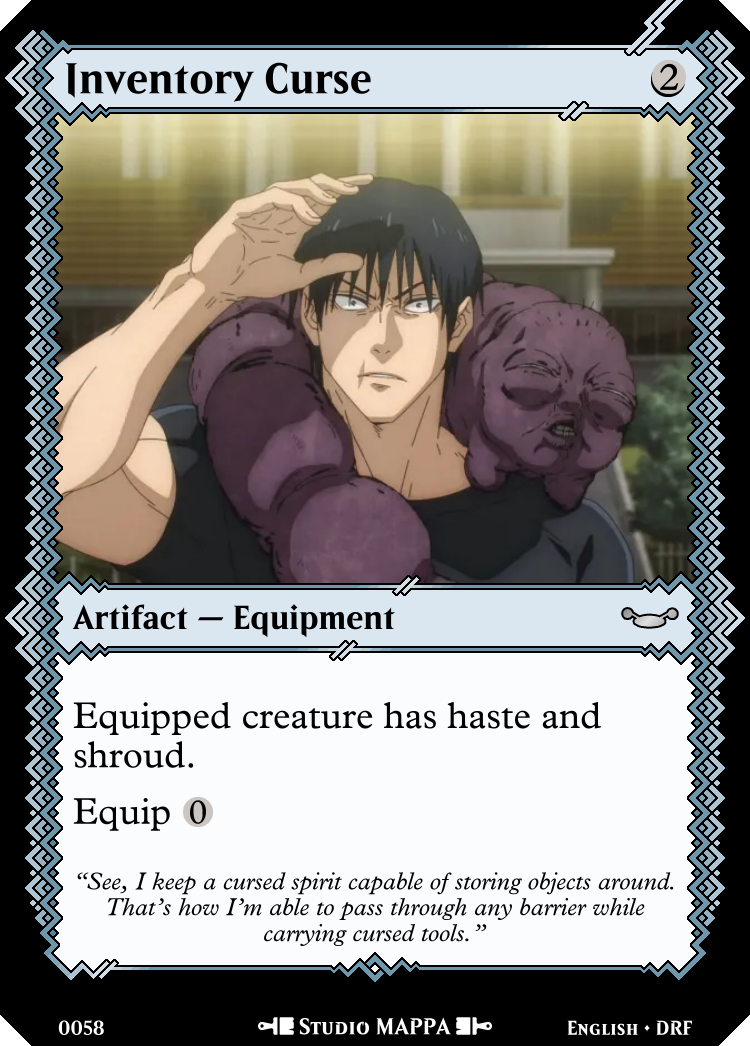 Inventory Curse
2
Artifact — Equipment
Equipped creature has haste and
shroud.
Equip 0
“See, I keep a cursed spirit capable of storing objects around.
That’s how I’m able to pass through any barrier while
carrying cursed tools.”
0058
Studio MAPPA
English • DRF